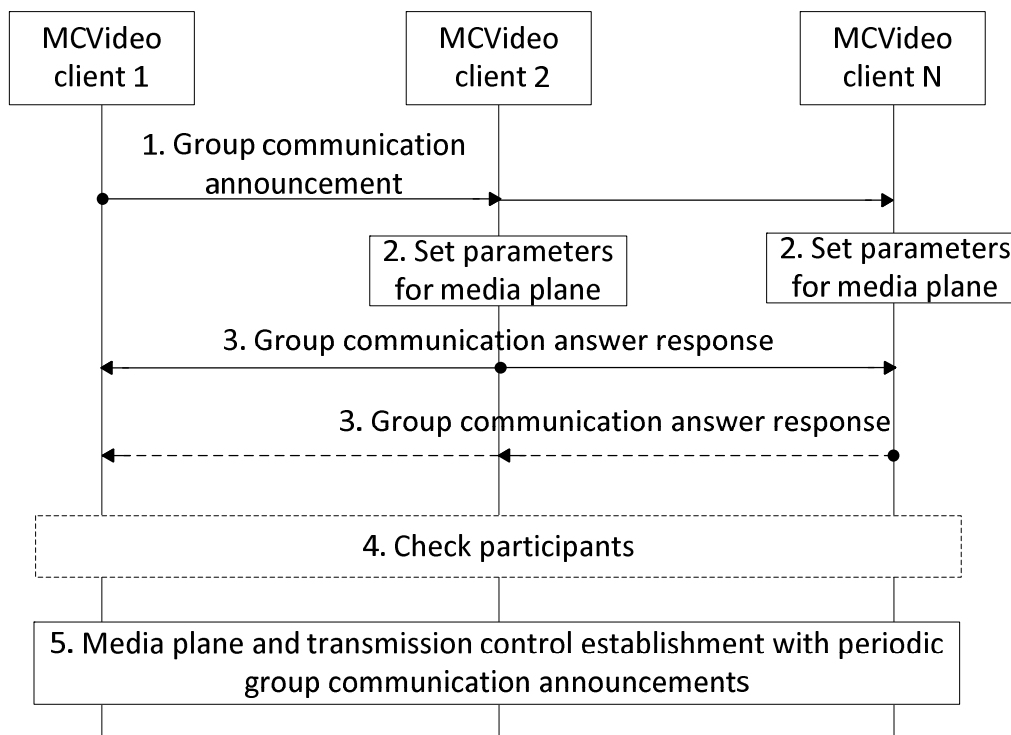 MCVideo
client 1
MCVideo
client 2
MCVideo
client N
1. Group communication
announcement
2. Set parameters
for media plane
2. Set parameters
for media plane
3. Group communication answer response
3. Group communication answer response
4. Check participants
5. Media plane and transmission control establishment with periodic
group communication announcements